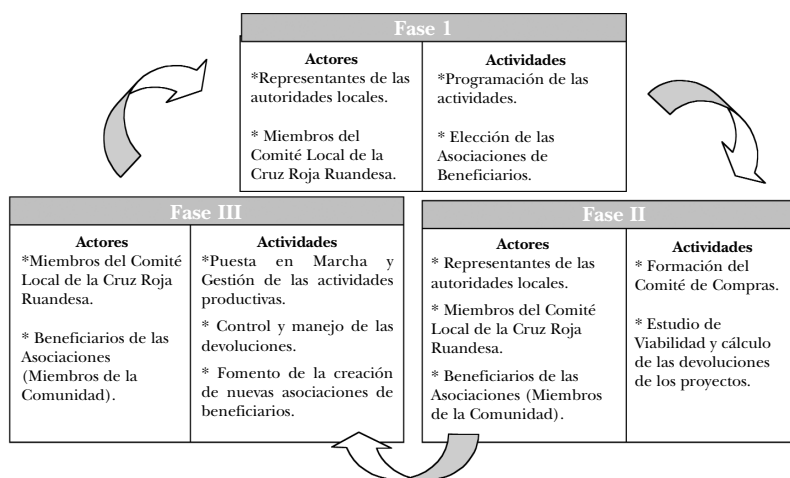 Fase 1
Actores
*Representantes de las
autoridades locales.
* Miembros del
Comité Local de la
Cruz Roja Ruandesa.
Actividades
*Programación de las
actividades.
* Elección de las
Asociaciones de
Beneficiarios.
Fase III
Actores
*Miembros del Comité
Local de la Cruz Roja
Ruandesa.
* Beneficiarios de las
Asociaciones
(Miembros de la
Comunidad).
Actividades
*Puesta en Marcha y
Gestión de las actividades
productivas.
* Control y manejo de las
devoluciones.
* Fomento de la creación
de nuevas asociaciones de
beneficiarios.
Fase II
Actores
* Representantes de las
autoridades locales.
* Miembros del Comité
Local de la Cruz Roja
Ruandesa.
* Beneficiarios de las
Asociaciones (Miembros
de la Comunidad).
Actividades
* Formación del
Comité de Compras.
* Estudio de
Viabilidad y cálculo
de las devoluciones
de los proyectos.